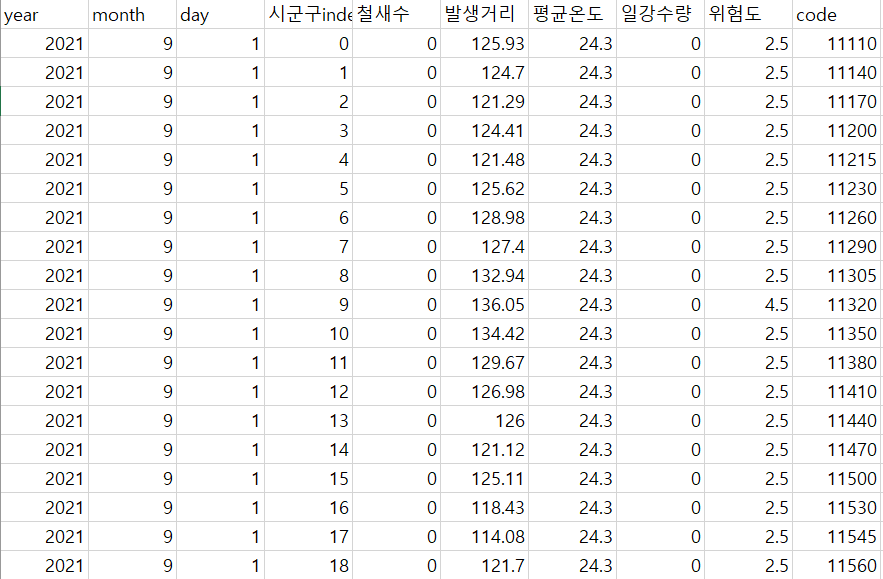 year month day 시군구inde 철새수 발생거리 평균온도 일강수량 위험도 code
2021 9 1 0 0 125.93 24.3 0 2.5 11110
2021 9 1 1 0 124.7 24.3 0 2.5 11140
2021 9 1 2 0 121.29 24.3 0 2.5 11170
2021 9 1 3 0 124.41 24.3 0 2.5 11200
2021 9 1 4 0 121.48 24.3 0 2.5 11215
2021 9 1 5 0 125.62 24.3 0 2.5 11230
2021 9 1 6 0 128.98 24.3 0 2.5 11260
2021 9 1 7 0 127.4 24.3 0 2.5 11290
2021 9 1 8 0 132.94 24.3 0 2.5 11305
2021 9 1 9 0 136.05 24.3 0 4.5 11320
2021 9 1 10 0 134.42 24.3 0 2.5 11350
2021 9 1 11 0 129.67 24.3 0 2.5 11380
2021 9 1 12 0 126.98 24.3 0 2.5 11410
2021 9 1 13 0 126 24.3 0 2.5 11440
2021 9 1 14 0 121.12 24.3 0 2.5 11470
2021 9 1 15 0 125.11 24.3 0 2.5 11500
2021 9 1 16 0 118.43 24.3 0 2.5 11530
2021 9 1 17 0 114.08 24.3 0 2.5 11545
2021 9 1 18 0 121.7 24.3 0 2.5 11560